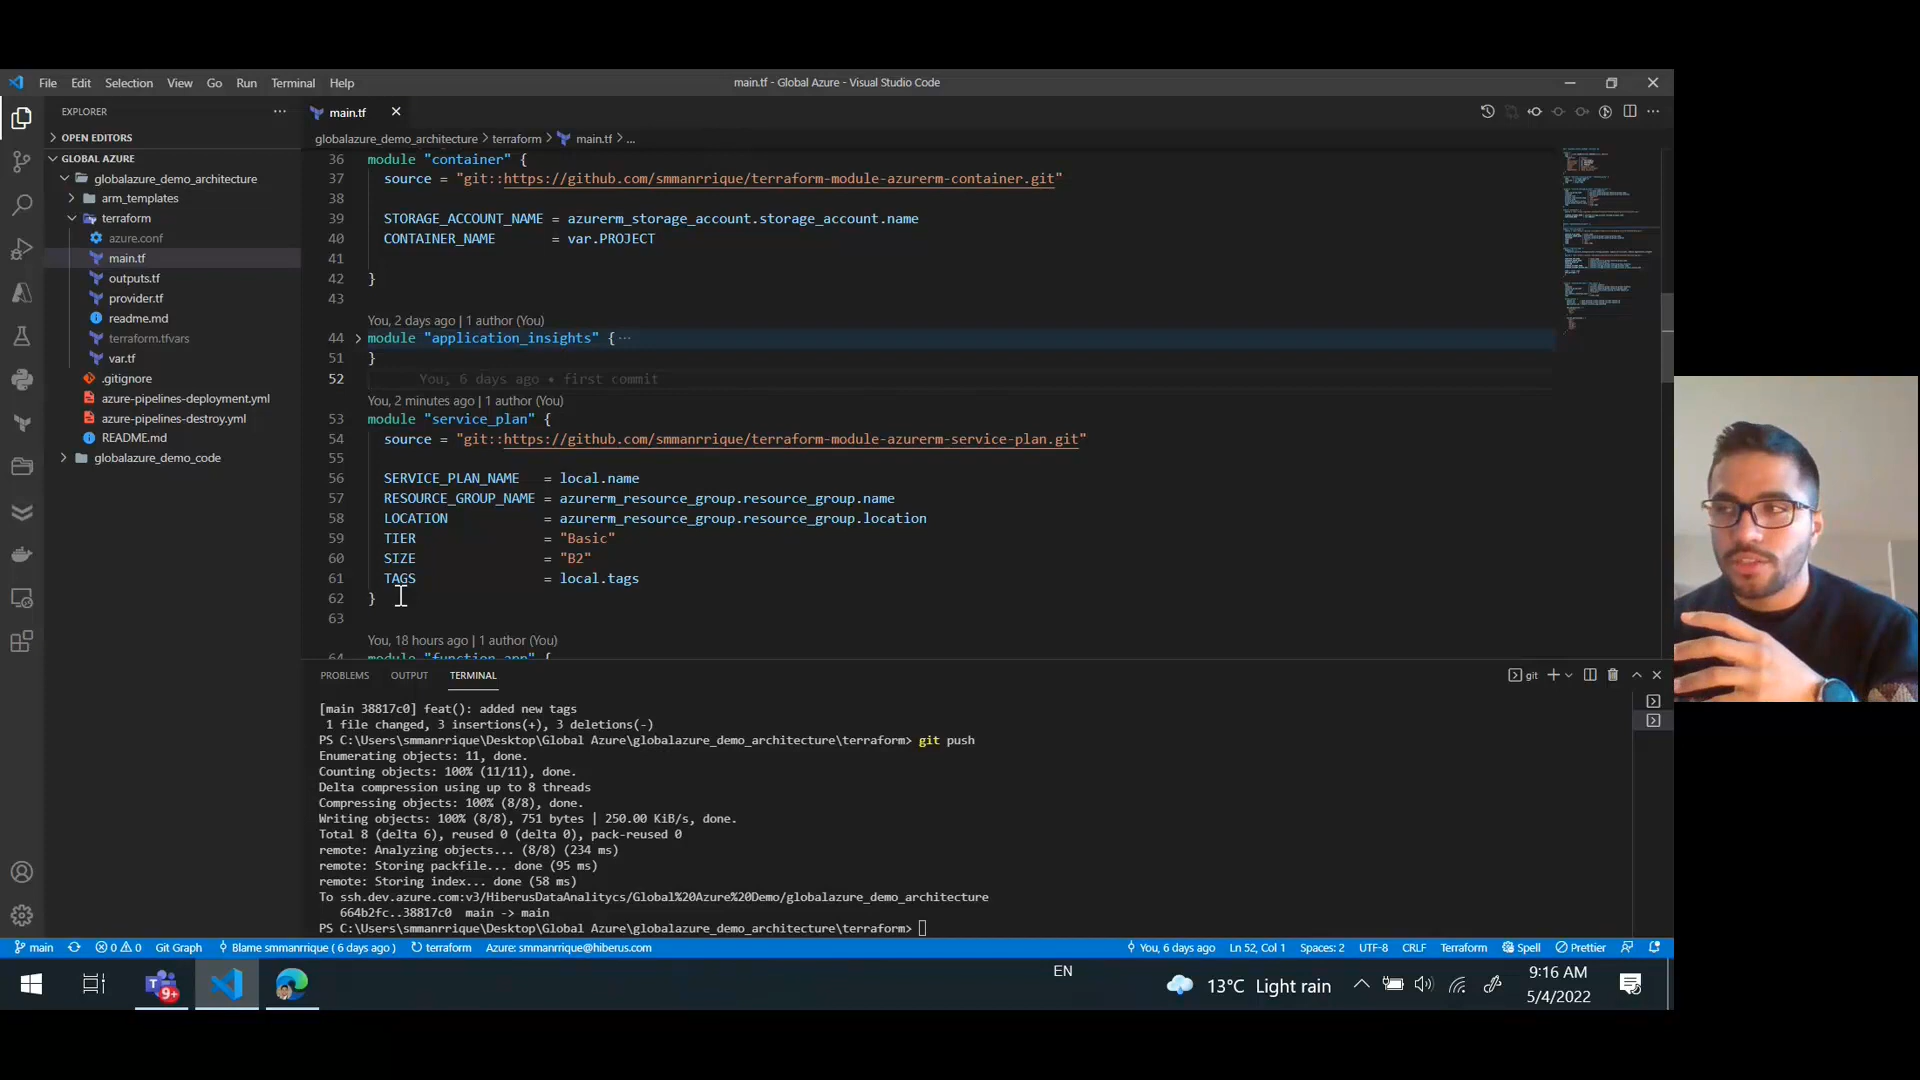 File Edit Selection View Go Run Terminal Help
main.tf - Global Azure - Visual Studio Code
EXPLORER
OPEN EDITORS
GLOBAL AZURE
globalazure_demo_architecture
arm_templates
terraform
azure.conf
main.tf
outputs.tf
provider.tf
readme.md
terraform.tfvars
var.tf
.gitignore
azure-pipelines-deployment.yml
azure-pipelines-destroy.yml
README.md
globalazure_demo_code
main.tf
globalazure_demo_architecture > terraform > main.tf > ...
36 module "container" {
37 source = "git::https://github.com/smmanrrique/terraform-module-azurerm-container.git"
38
39 STORAGE_ACCOUNT_NAME = azurerm_storage_account.storage_account.name
40 CONTAINER_NAME = var.PROJECT
41
42 }
43
You, 2 days ago | 1 author (You)
44 module "application_insights" { ...
51 }
52 You, 6 days ago • first commit
You, 2 minutes ago | 1 author (You)
53 module "service_plan" {
54 source = "git::https://github.com/smmanrrique/terraform-module-azurerm-service-plan.git"
55
56 SERVICE_PLAN_NAME = local.name
57 RESOURCE_GROUP_NAME = azurerm_resource_group.resource_group.name
58 LOCATION = azurerm_resource_group.resource_group.location
59 TIER = "Basic"
60 SIZE = "B2"
61 TAGS = local.tags
62 }
63
You, 18 hours ago | 1 author (You)
64 module "function_app" {
PROBLEMS OUTPUT TERMINAL
git
[main 38817c0] feat(): added new tags
1 file changed, 3 insertions(+), 3 deletions(-)
PS C:\Users\smmanrrique\Desktop\Global Azure\globalazure_demo_architecture\terraform> git push
Enumerating objects: 11, done.
Counting objects: 100% (11/11), done.
Delta compression using up to 8 threads
Compressing objects: 100% (8/8), done.
Writing objects: 100% (8/8), 751 bytes | 250.00 KiB/s, done.
Total 8 (delta 6), reused 0 (delta 0), pack-reused 0
remote: Analyzing objects... (8/8) (234 ms)
remote: Storing packfile... done (95 ms)
remote: Storing index... done (58 ms)
To ssh.dev.azure.com:v3/HiberusDataAnalitycs/Global%20Azure%20Demo/globalazure_demo_architecture
664b2fc..38817c0 main -> main
PS C:\Users\smmanrrique\Desktop\Global Azure\globalazure_demo_architecture\terraform>
main 0 0 Git Graph Blame smmanrrique ( 6 days ago ) terraform Azure: smmanrrique@hiberus.com You, 6 days ago Ln 52, Col 1 Spaces: 2 UTF-8 CRLF Terraform Spell Prettier
9+ EN 13°C Light rain 9:16 AM
5/4/2022